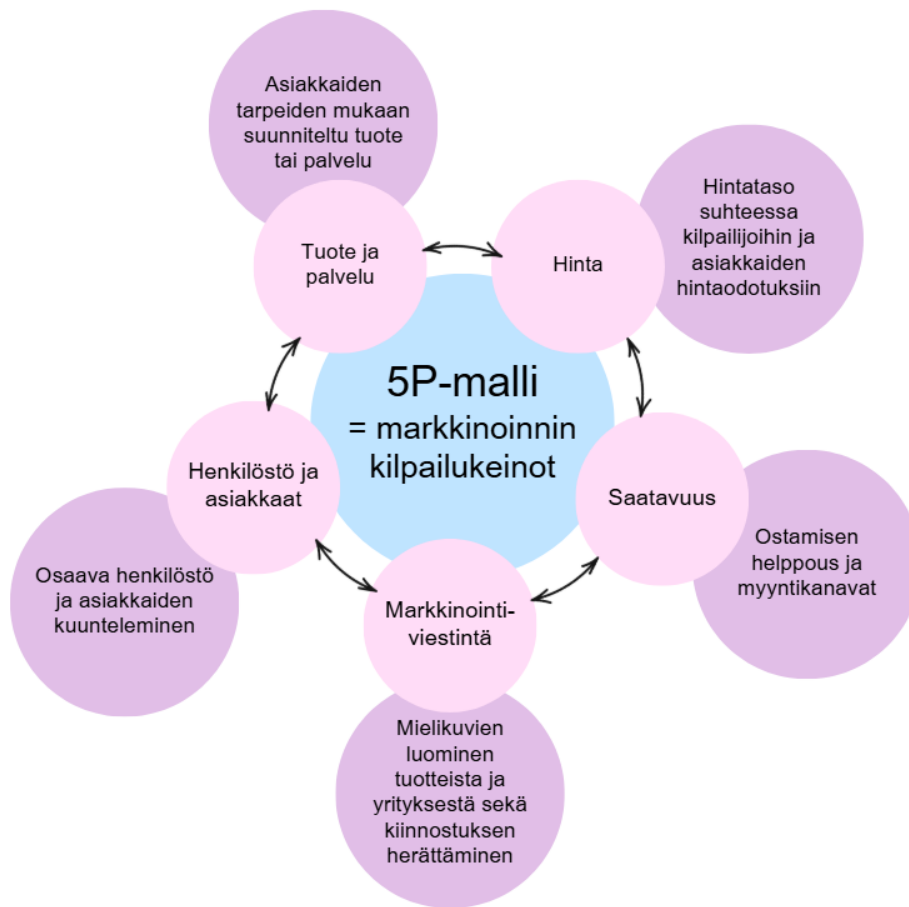 Asiakkaiden
tarpeiden mukaan
suunniteltu tuote
tai palvelu
Tuote ja
palvelu
Hinta
Hintataso
suhteessa
kilpailijoihin ja
asiakkaiden
hintaodotuksiin
5P-malli
= markkinoinnin
kilpailukeinot
Henkilöstö ja
asiakkaat
Saatavuus
Osaava henkilöstö
ja asiakkaiden
kuunteleminen
Ostamisen
helppous ja
myyntikanavat
Markkinointi-
viestintä
Mielikuvien
luominen
tuotteista ja
yrityksestä sekä
kiinnostuksen
herättäminen